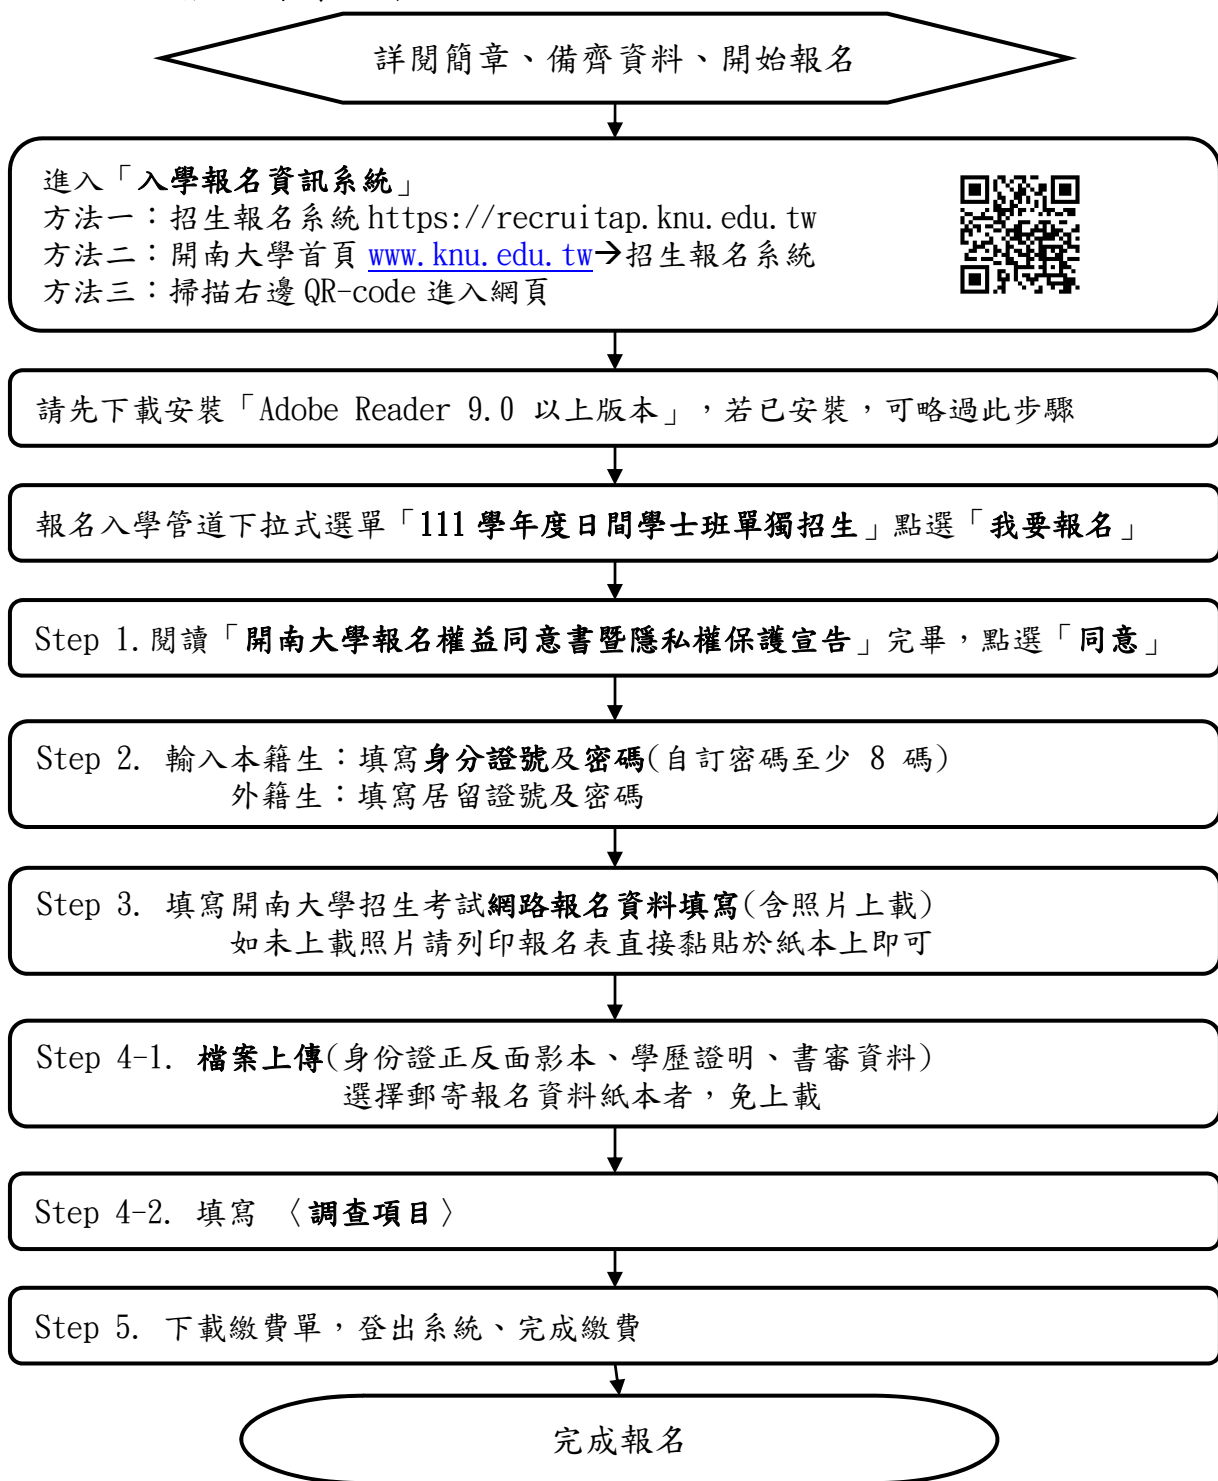 詳閱簡章、備齊資料、開始報名
進入「入學報名資訊系統」
方法一：招生報名系統 https://recruitap.knu.edu.tw
方法二：開南大學首頁 www.knu.edu.tw→招生報名系統
方法三：掃描右邊 QR-code 進入網頁
請先下載安裝「Adobe Reader 9.0 以上版本」，若已安裝，可略過此步驟
報名入學管道下拉式選單「111 學年度日間學士班單獨招生」點選「我要報名」
Step 1.閱讀「開南大學報名權益同意書暨隱私權保護宣告」完畢，點選「同意」
Step 2. 輸入本籍生：填寫身分證號及密碼(自訂密碼至少 8 碼)
外籍生：填寫居留證號及密碼
Step 3. 填寫開南大學招生考試網路報名資料填寫(含照片上載)
如未上載照片請列印報名表直接黏貼於紙本上即可
Step 4-1. 檔案上傳(身份證正反面影本、學歷證明、書審資料)
選擇郵寄報名資料紙本者，免上載
Step 4-2. 填寫 〈調查項目〉
Step 5. 下載繳費單，登出系統、完成繳費
完成報名